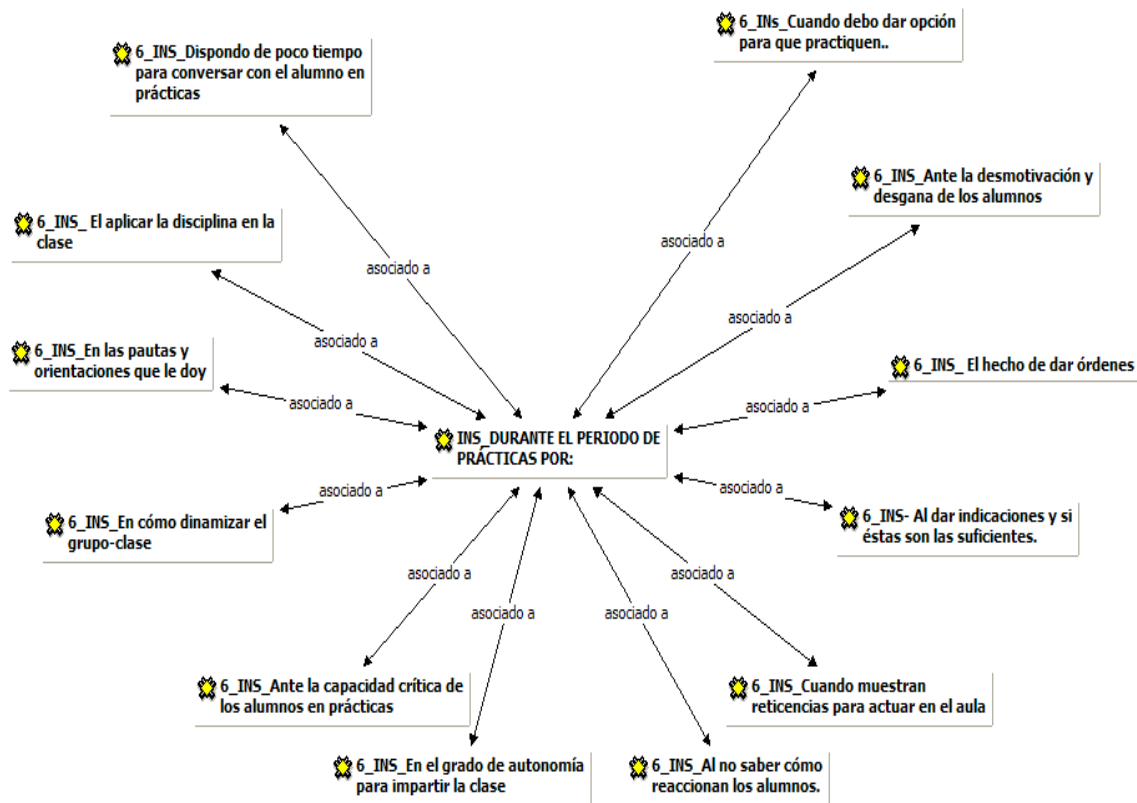 6_INs_Cuando debo dar opción
para que practiquen..
6_INS_Dispondo de poco tiempo
para conversar con el alumno en
prácticas
6_INS_Ante la desmotivación y
desgana de los alumnos
6_INS_ El aplicar la disciplina en la
clase
asociado a
asociado a
asociado a
asociado a
6_INS_En las pautas y
orientaciones que le doy
6_INS_ El hecho de dar órdenes
asociado a
asociado a
INS_DURANTE EL PERIODO DE
PRÁCTICAS POR:
asociado a
asociado a
6_INS_En cómo dinamizar el
grupo-clase
6_INS- Al dar indicaciones y si
éstas son las suficientes.
asociado a
asociado a
asociado a
asociado a
6_INS_Ante la capacidad crítica de
los alumnos en prácticas
6_INS_Cuando muestran
reticencias para actuar en el aula
6_INS_En el grado de autonomía
para impartir la clase
6_INS_Al no saber cómo
reaccionan los alumnos.